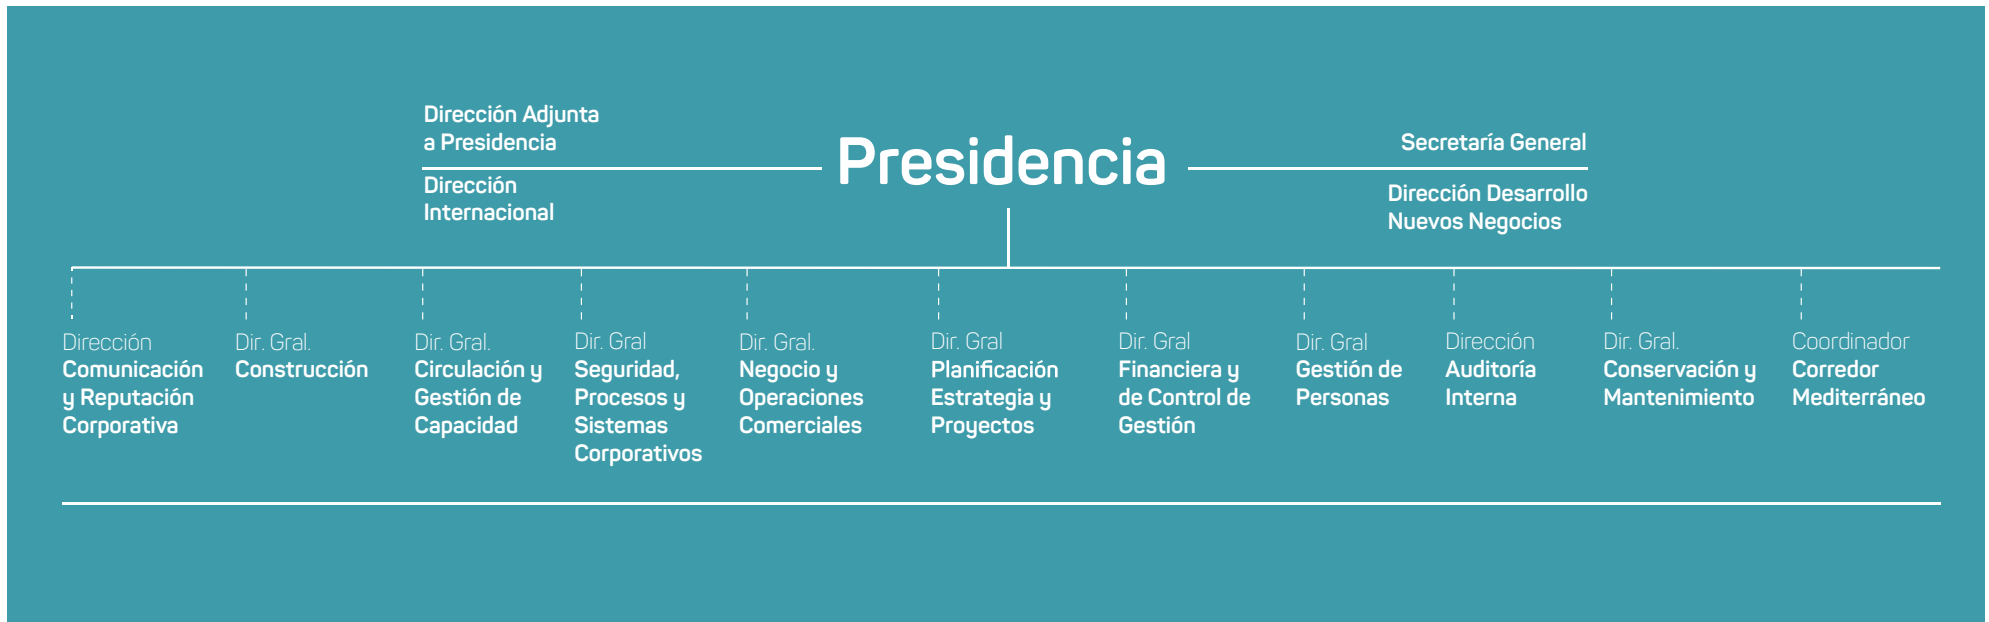 Dirección Adjunta
a Presidencia
Dirección
Internacional
Presidencia
Secretaría General
Dirección Desarrollo
Nuevos Negocios
Dirección
Comunicación
y Reputación
Corporativa
Dir. Gral.
Construcción
Dir. Gral.
Circulación y
Gestión de
Capacidad
Dir. Gral
Seguridad,
Procesos y
Sistemas
Corporativos
Dir. Gral.
Negocio y
Operaciones
Comerciales
Dir. Gral
Planificación
Estrategia y
Proyectos
Dir. Gral
Financiera y
de Control de
Gestión
Dir. Gral
Gestión de
Personas
Dirección
Auditoría
Interna
Dir. Gral.
Conservación y
Mantenimiento
Coordinador
Corredor
Mediterráneo